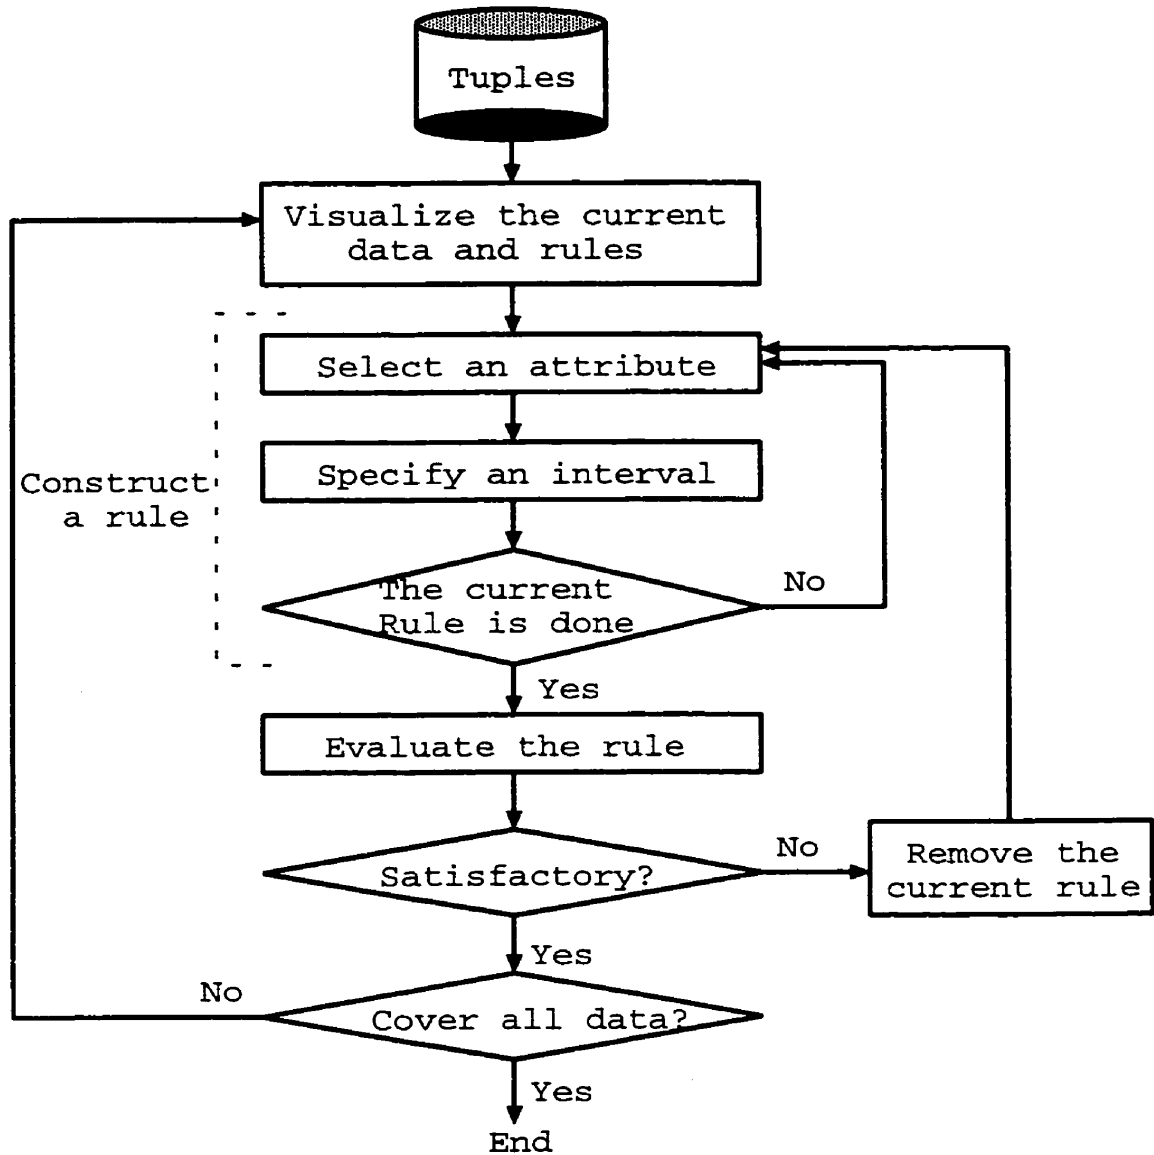 Tuples
Visualize the current
data and rules
Select an attribute
Specify an interval
Construct
a rule
The current
Rule is done
No
Yes
Evaluate the rule
Satisfactory?
No
Remove the
current rule
Yes
No
Cover all data?
Yes
End